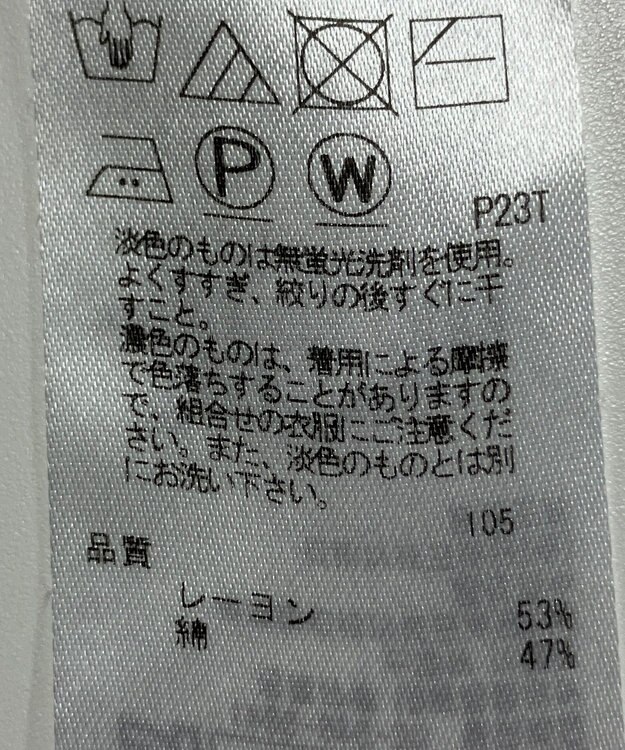 P W
P23T
淡色のものは無蛍光洗剤を使用。
よくすすぎ、絞りの後すぐに干
すこと。
濃色のものは、着用による摩擦
で色落ちすることがありますの
で、組合せの衣服にご注意くだ
さい。また、淡色のものとは別
にお洗い下さい。
105
品質
レーヨン 53%
綿 47%